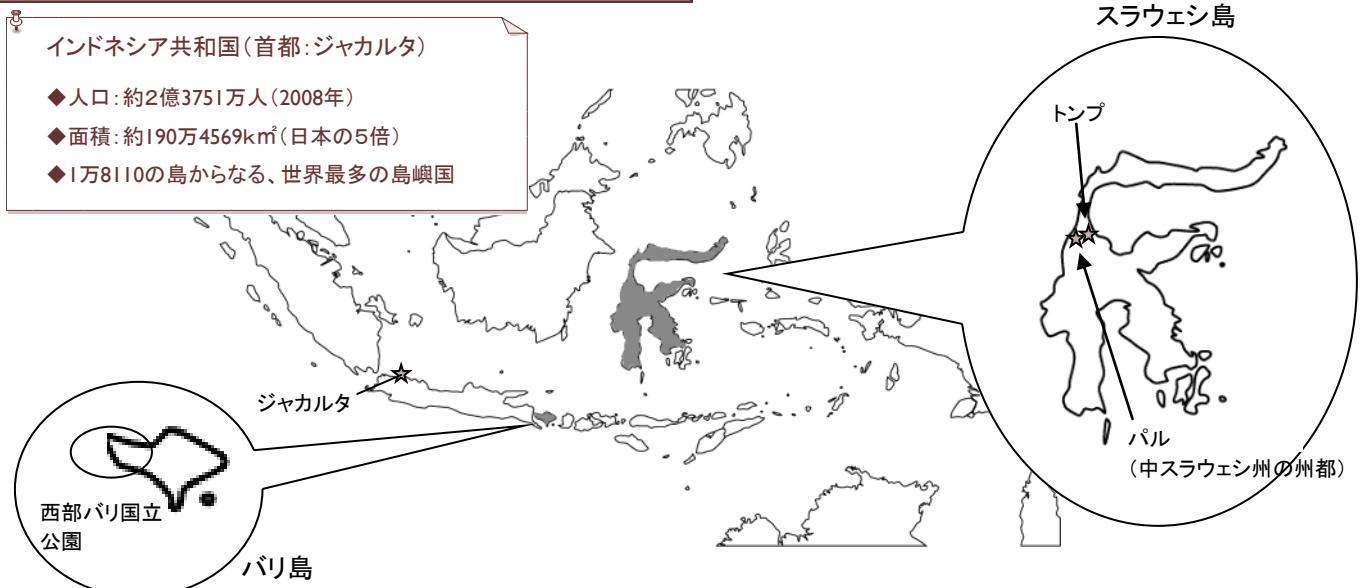 インドネシア共和国(首都:ジャカルタ)
◆人口:約2億3751万人(2008年)
◆面積:約190万4569k㎡(日本の5倍)
◆1万8110の島からなる、世界最多の島嶼国
スラウェシ島
トンプ
パル
(中スラウェシ州の州都)
ジャカルタ
西部バリ国立
公園
バリ島